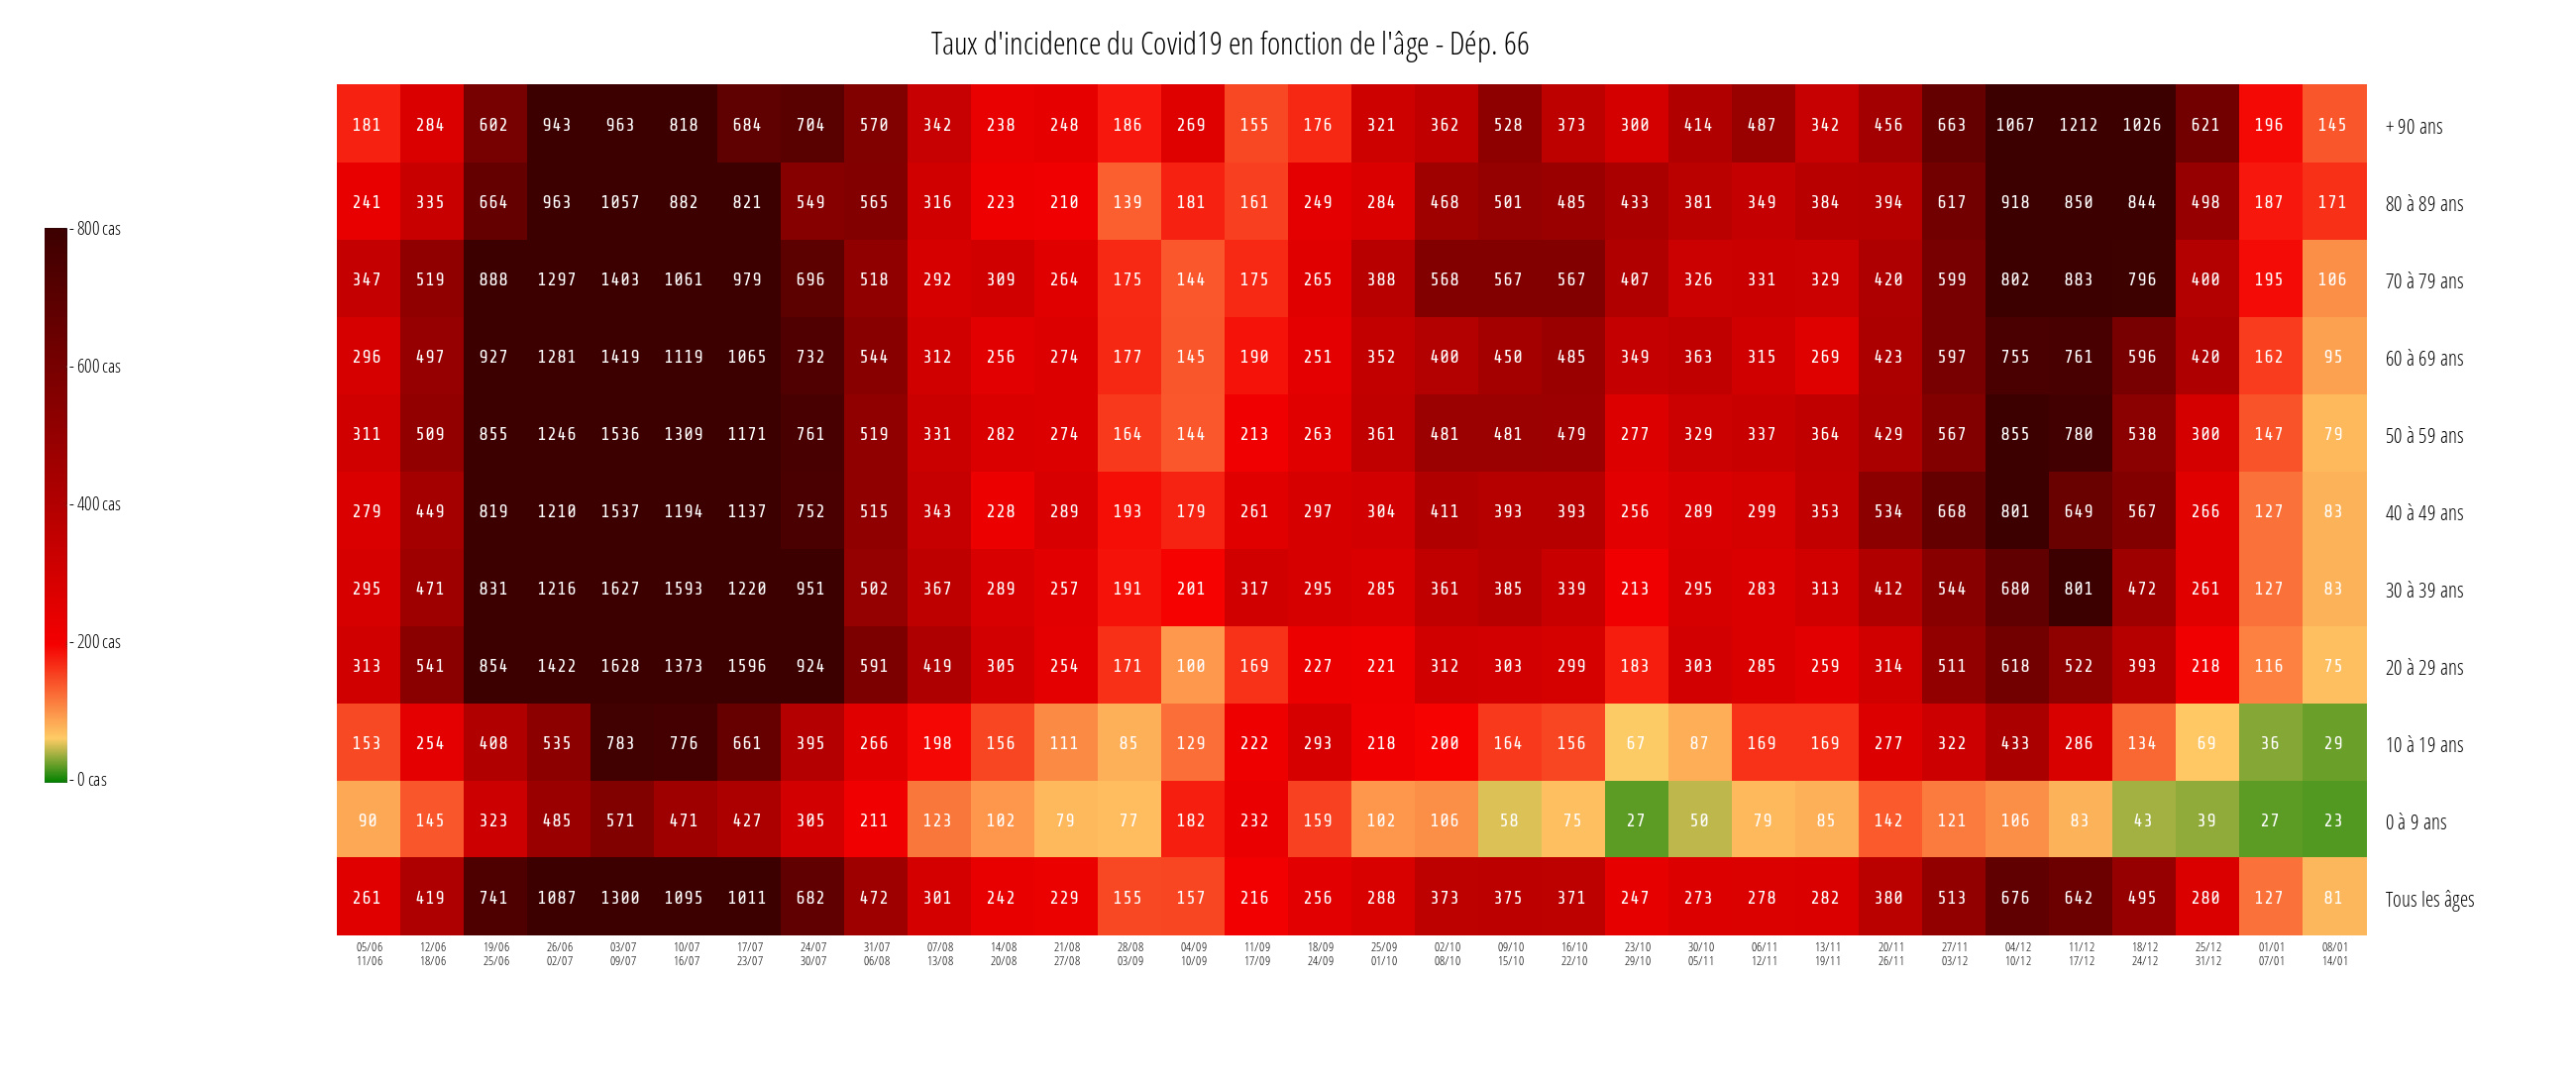 Taux d'incidence du Covid19 en fonction de l'âge - Dép. 66
181 284 602 943 963 818 684 704 570 342 238 248 186 269 155 176 321 362 528 373 300 414 487 342 456 663 1067 1212 1026 621 196 145 + 90 ans
241 335 664 963 1057 882 821 549 565 316 223 210 139 181 161 249 284 468 501 485 433 381 349 384 394 617 918 850 844 498 187 171 80 à 89 ans
347 519 888 1297 1403 1061 979 696 518 292 309 264 175 144 175 265 388 568 567 567 407 326 331 329 420 599 802 883 796 400 195 106 70 à 79 ans
296 497 927 1281 1419 1119 1065 732 544 312 256 274 177 145 190 251 352 400 450 485 349 363 315 269 423 597 755 761 596 420 162 95 60 à 69 ans
311 509 855 1246 1536 1309 1171 761 519 331 282 274 164 144 213 263 361 481 481 479 277 329 337 364 429 567 855 780 538 300 147 79 50 à 59 ans
279 449 819 1210 1537 1194 1137 752 515 343 228 289 193 179 261 297 304 411 393 393 256 289 299 353 534 668 801 649 567 266 127 83 40 à 49 ans
295 471 831 1216 1627 1593 1220 951 502 367 289 257 191 201 317 295 285 361 385 339 213 295 283 313 412 544 680 801 472 261 127 83 30 à 39 ans
313 541 854 1422 1628 1373 1596 924 591 419 305 254 171 100 169 227 221 312 303 299 183 303 285 259 314 511 618 522 393 218 116 75 20 à 29 ans
153 254 408 535 783 776 661 395 266 198 156 111 85 129 222 293 218 200 164 156 67 87 169 169 277 322 433 286 134 69 36 29 10 à 19 ans
90 145 323 485 571 471 427 305 211 123 102 79 77 182 232 159 102 106 58 75 27 50 79 85 142 121 106 83 43 39 27 23 0 à 9 ans
261 419 741 1087 1300 1095 1011 682 472 301 242 229 155 157 216 256 288 373 375 371 247 273 278 282 380 513 676 642 495 280 127 81 Tous les âges
05/06 12/06 19/06 26/06 03/07 10/07 17/07 24/07 31/07 07/08 14/08 21/08 28/08 04/09 11/09 18/09 25/09 02/10 09/10 16/10 23/10 30/10 06/11 13/11 20/11 27/11 04/12 11/12 18/12 25/12 01/01 08/01
11/06 18/06 25/06 02/07 09/07 16/07 23/07 30/07 06/08 13/08 20/08 27/08 03/09 10/09 17/09 24/09 01/10 08/10 15/10 22/10 29/10 05/11 12/11 19/11 26/11 03/12 10/12 17/12 24/12 31/12 07/01 14/01
- 800 cas
- 600 cas
- 400 cas
- 200 cas
- 0 cas